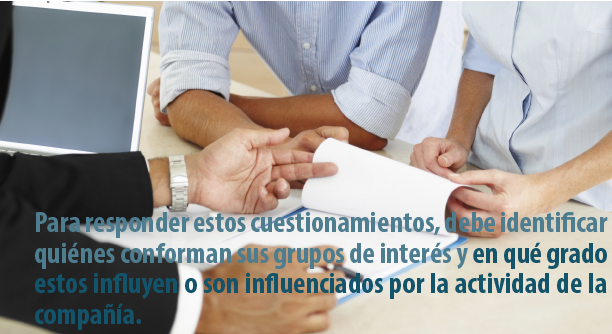 Para responder estos cuestionamientos, debe identificar
quiénes conforman sus grupos de interés y en qué grado
estos influyen o son influenciados por la actividad de la
compañía.